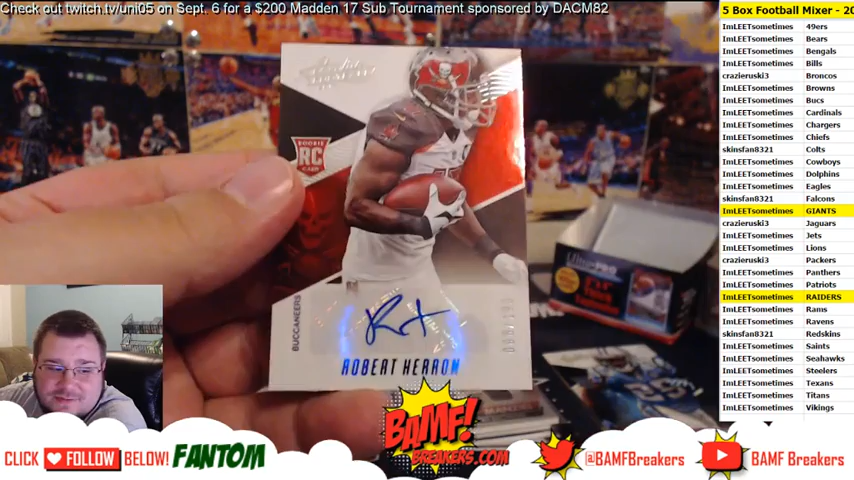 Check out twitch.tv/uni05 on Sept. 6 for a $200 Madden 17 Sub Tournament sponsored by DACM82
5 Box Football Mixer - 20
ImLEETsometimes 49ers
ImLEETsometimes Bears
ImLEETsometimes Bengals
ImLEETsometimes Bills
crazieruski3 Broncos
ImLEETsometimes Browns
ImLEETsometimes Bucs
ImLEETsometimes Cardinals
ImLEETsometimes Chargers
ImLEETsometimes Chiefs
skinsfan8321 Colts
ImLEETsometimes Cowboys
ImLEETsometimes Dolphins
ImLEETsometimes Eagles
skinsfan8321 Falcons
ImLEETsometimes GIANTS
crazieruski3 Jaguars
ImLEETsometimes Jets
ImLEETsometimes Lions
crazieruski3 Packers
ImLEETsometimes Panthers
ImLEETsometimes Patriots
ImLEETsometimes RAIDERS
ImLEETsometimes Rams
ImLEETsometimes Ravens
skinsfan8321 Redskins
ImLEETsometimes Saints
ImLEETsometimes Seahawks
ImLEETsometimes Steelers
ImLEETsometimes Texans
ImLEETsometimes Titans
ImLEETsometimes Vikings
ROOKIE
RC
CARD
BUCCANEERS
ROBERT HERRON
Ultra PRO
CLICK FOLLOW BELOW! FANTOM
BAMF!
BREAKERS.COM
@BAMFBreakers
BAMF Breakers